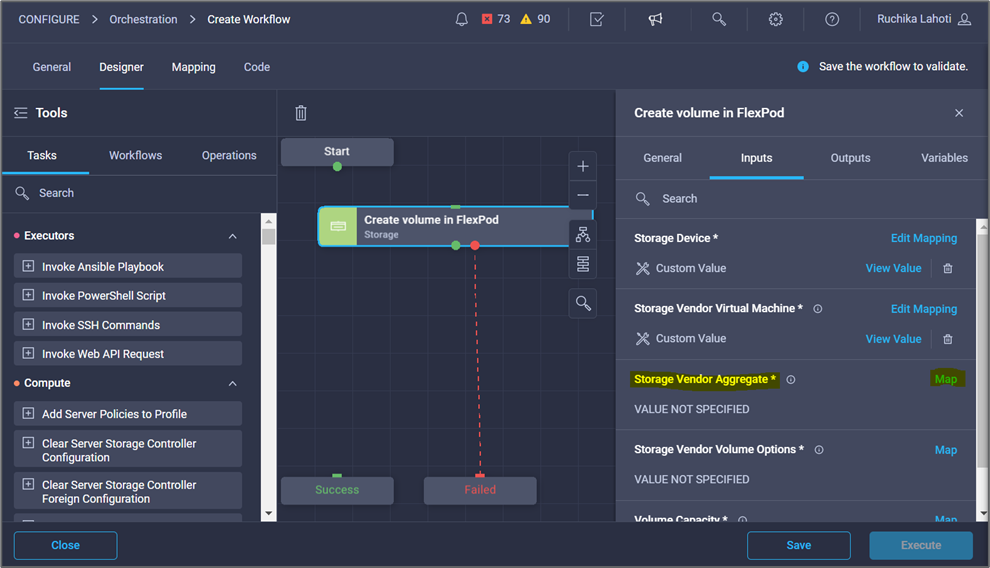 CONFIGURE > Orchestration > Create Workflow 73 90 Ruchika Lahoti
General Designer Mapping Code Save the workflow to validate.
Tools
Tasks Workflows Operations
Search
Executors
Invoke Ansible Playbook
Invoke PowerShell Script
Invoke SSH Commands
Invoke Web API Request
Compute
Add Server Policies to Profile
Clear Server Storage Controller
Configuration
Clear Server Storage Controller
Foreign Configuration
Start
Create volume in FlexPod
Storage
Success Failed
Create volume in FlexPod
General Inputs Outputs Variables
Search
Storage Device * Edit Mapping
Custom Value View Value
Storage Vendor Virtual Machine * Edit Mapping
Custom Value View Value
Storage Vendor Aggregate * Map
VALUE NOT SPECIFIED
Storage Vendor Volume Options * Map
VALUE NOT SPECIFIED
Volume Capacity * Map
Close Save Execute